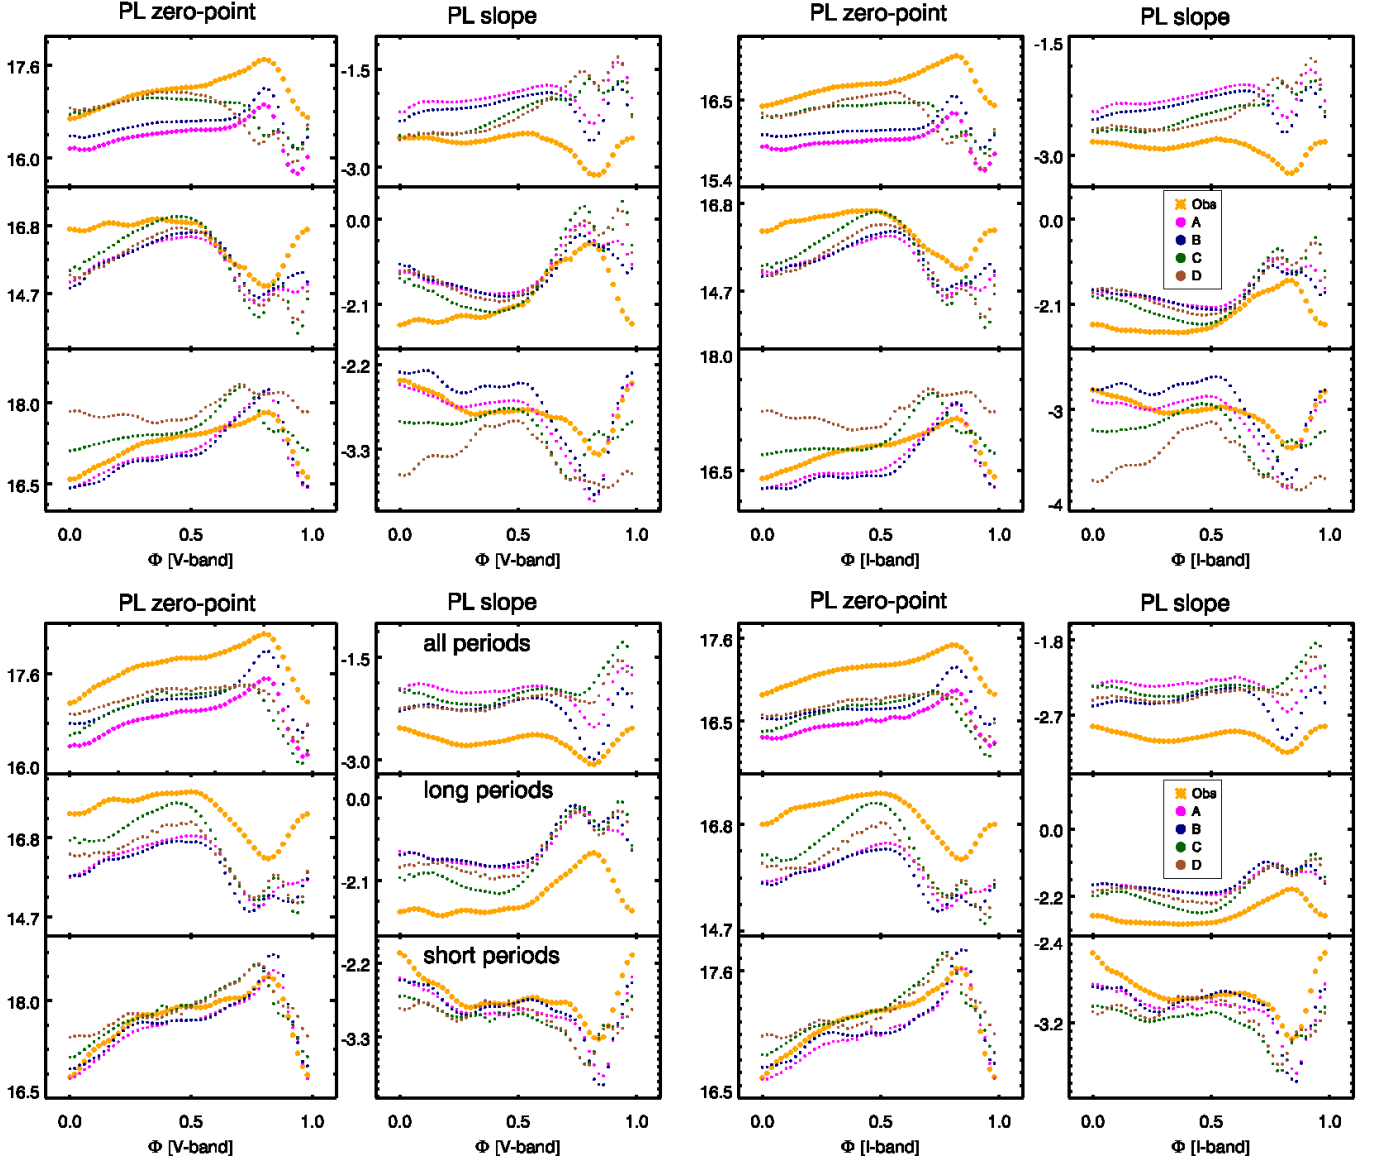 PL zero-point PL slope PL zero-point PL slope
17.6
16.0
-1.5
-3.0
16.5
15.4
-1.5
-3.0
16.8
14.7
0.0
-2.1
16.8
14.7
0.0
-2.1
Obs
A
B
C
D
18.0
16.5
-2.2
-3.3
18.0
16.5
-3
-4
0.0 0.5 1.0 0.0 0.5 1.0 0.0 0.5 1.0 0.0 0.5 1.0
Φ [V-band] Φ [V-band] Φ [I-band] Φ [I-band]
PL zero-point PL slope PL zero-point PL slope
17.6
16.0
all periods
-1.5
-3.0
17.6
16.5
-1.8
-2.7
16.8
14.7
long periods
0.0
-2.1
16.8
14.7
0.0
-2.2
Obs
A
B
C
D
18.0
16.5
short periods
-2.2
-3.3
17.6
16.5
-2.4
-3.2
0.0 0.5 1.0 0.0 0.5 1.0 0.0 0.5 1.0 0.0 0.5 1.0
Φ [V-band] Φ [V-band] Φ [I-band] Φ [I-band]